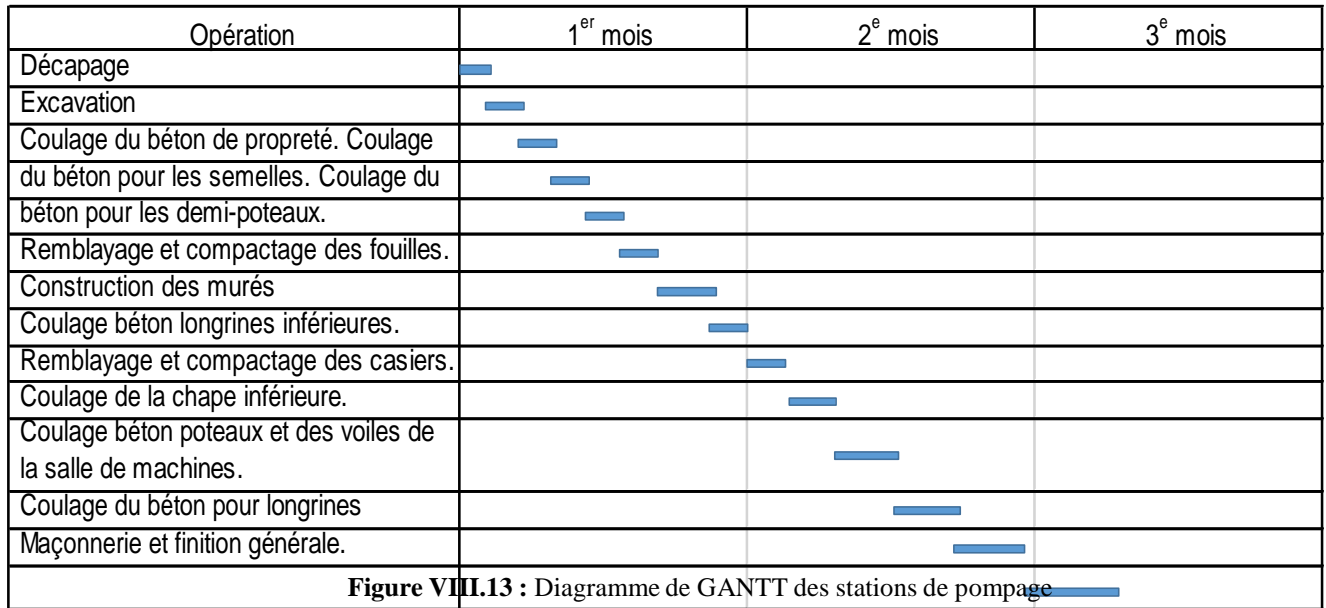 Opération 1er mois 2e mois 3e mois
Décapage
Excavation
Coulage du béton de propreté. Coulage
du béton pour les semelles. Coulage du
béton pour les demi-poteaux.
Remblayage et compactage des fouilles.
Construction des murés
Coulage béton longrines inférieures.
Remblayage et compactage des casiers.
Coulage de la chape inférieure.
Coulage béton poteaux et des voiles de
la salle de machines.
Coulage du béton pour longrines
Maçonnerie et finition générale.
Figure VIII.13 : Diagramme de GANTT des stations de pompage